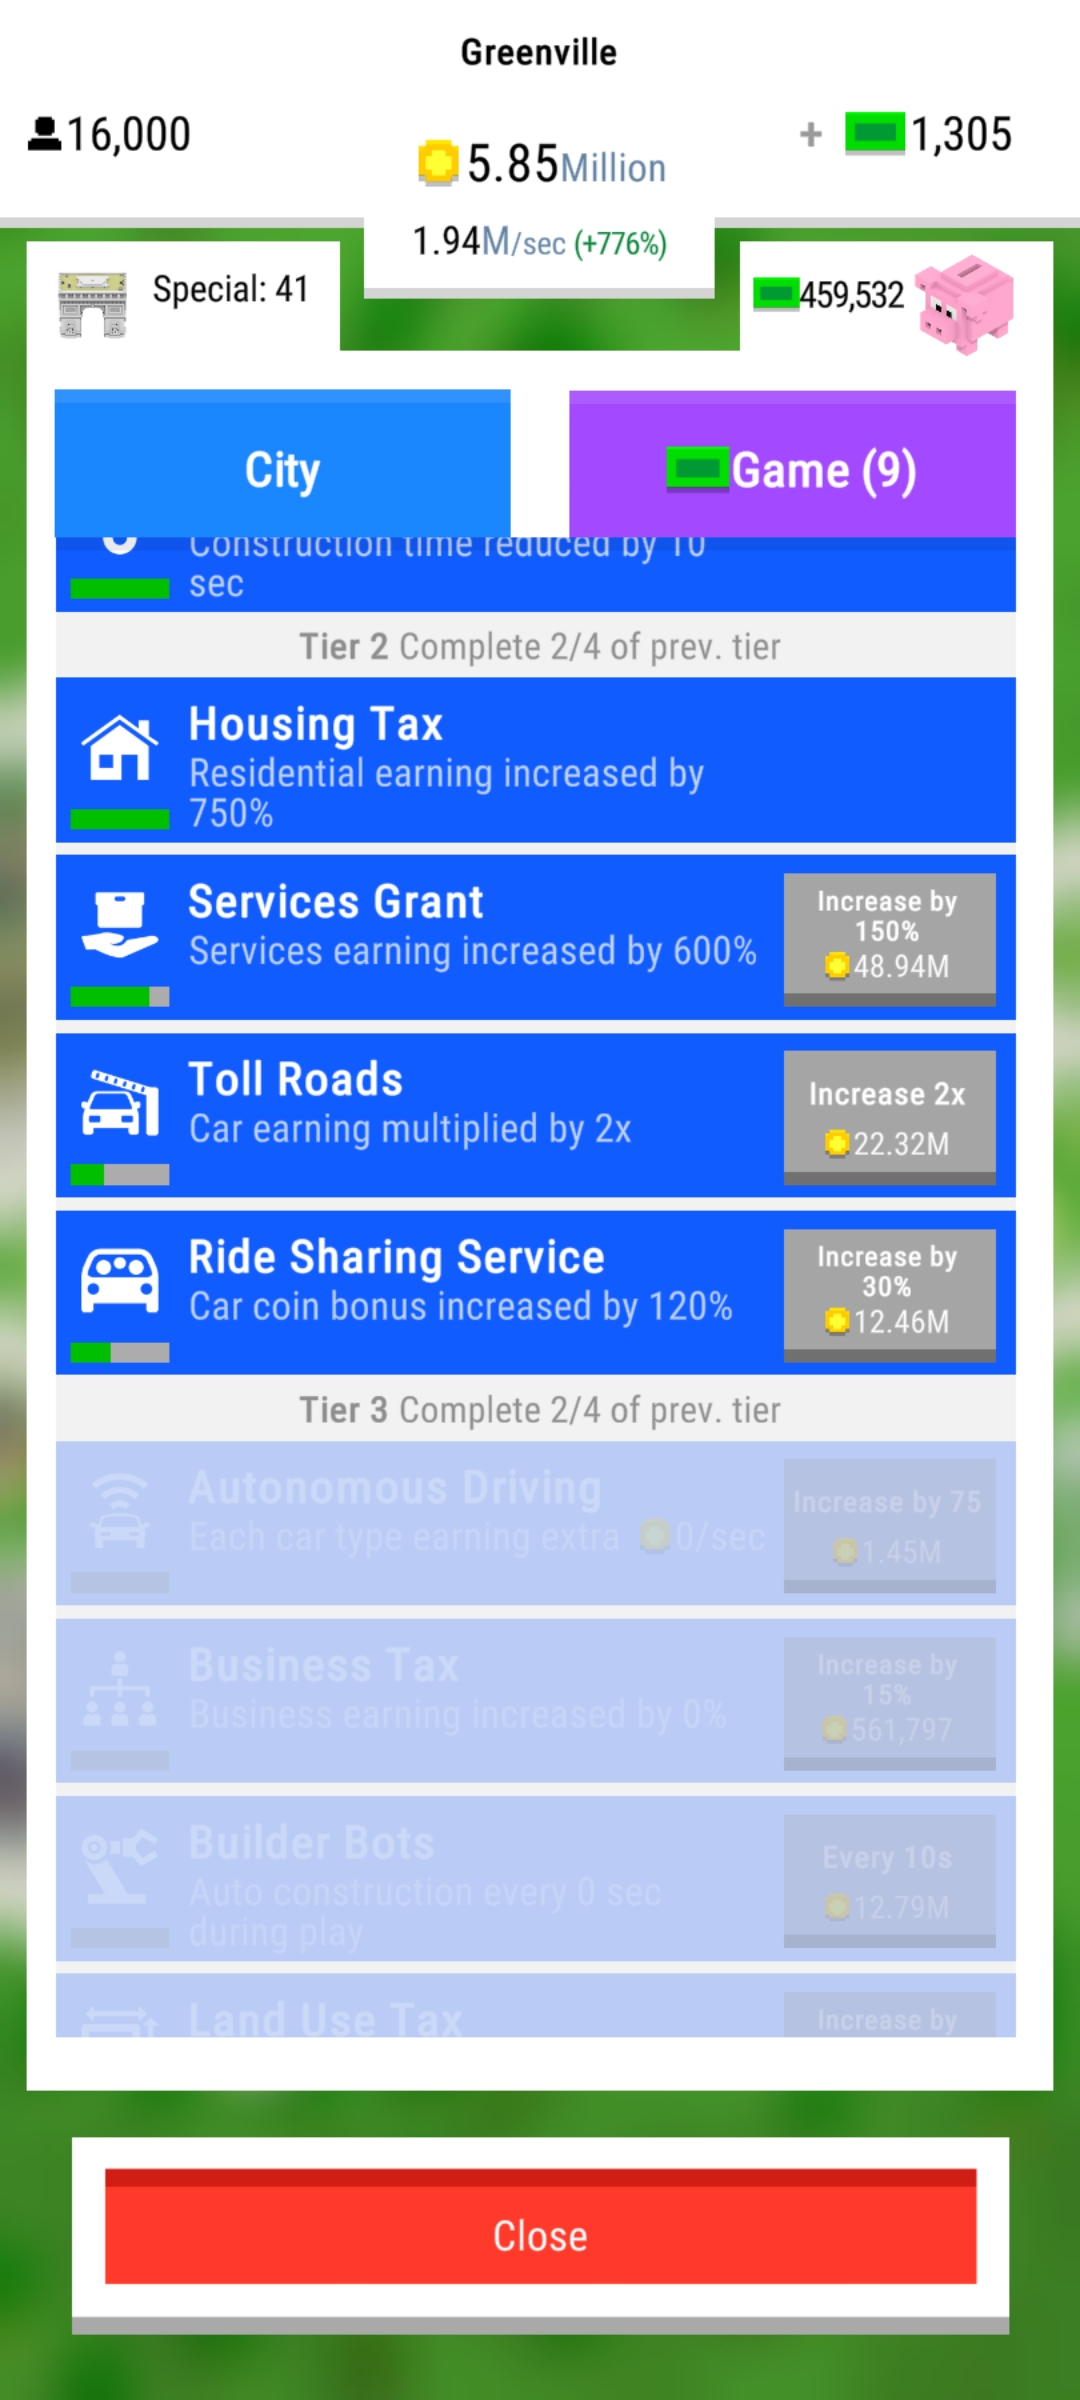 Greenville
16,000
5.85Million
+ 1,305
1.94M/sec (+776%)
Special: 41
459,532
City
Game (9)
Construction time reduced by 10
sec
Tier 2 Complete 2/4 of prev. tier
Housing Tax
Residential earning increased by
750%
Services Grant
Services earning increased by 600%
Increase by
150%
48.94M
Toll Roads
Car earning multiplied by 2x
Increase 2x
22.32M
Ride Sharing Service
Car coin bonus increased by 120%
Increase by
30%
12.46M
Tier 3 Complete 2/4 of prev. tier
Autonomous Driving
Each car type earning extra 0/sec
Increase by 75
1.45M
Business Tax
Business earning increased by 0%
Increase by
15%
561,797
Builder Bots
Auto construction every 0 sec
during play
Every 10s
12.79M
Land Use Tax
Increase by
Close